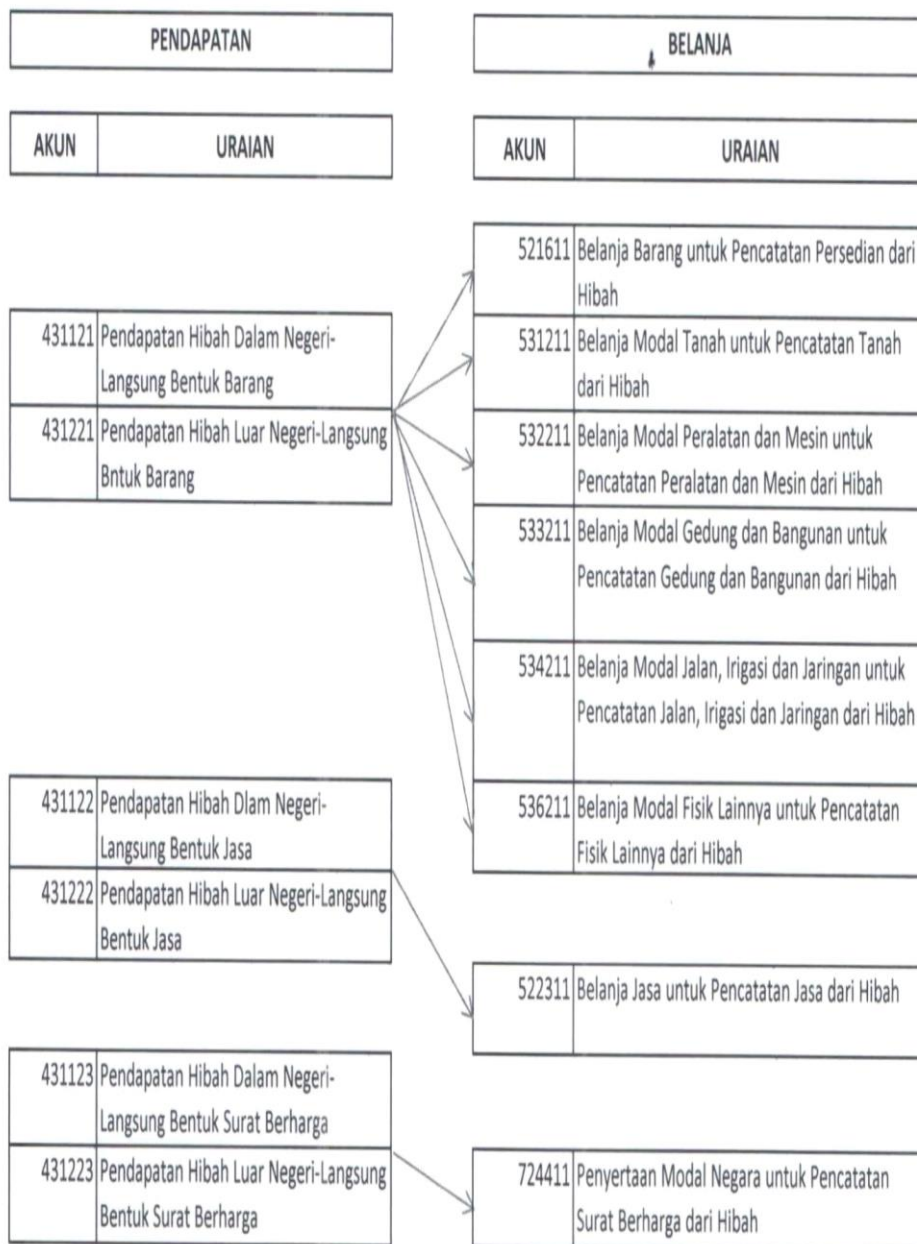 PENDAPATAN
AKUN URAIAN
431121 Pendapatan Hibah Dalam Negeri-
Langsung Bentuk Barang
431221 Pendapatan Hibah Luar Negeri-Langsung
Bntuk Barang
431122 Pendapatan Hibah Dlam Negeri-
Langsung Bentuk Jasa
431222 Pendapatan Hibah Luar Negeri-Langsung
Bentuk Jasa
431123 Pendapatan Hibah Dalam Negeri-
Langsung Bentuk Surat Berharga
431223 Pendapatan Hibah Luar Negeri-Langsung
Bentuk Surat Berharga
BELANJA
AKUN URAIAN
521611 Belanja Barang untuk Pencatatan Persedian dari
Hibah
531211 Belanja Modal Tanah untuk Pencatatan Tanah
dari Hibah
532211 Belanja Modal Peralatan dan Mesin untuk
Pencatatan Peralatan dan Mesin dari Hibah
533211 Belanja Modal Gedung dan Bangunan untuk
Pencatatan Gedung dan Bangunan dari Hibah
534211 Belanja Modal Jalan, Irigasi dan Jaringan untuk
Pencatatan Jalan, Irigasi dan Jaringan dari Hibah
536211 Belanja Modal Fisik Lainnya untuk Pencatatan
Fisik Lainnya dari Hibah
522311 Belanja Jasa untuk Pencatatan Jasa dari Hibah
724411 Penyertaan Modal Negara untuk Pencatatan
Surat Berharga dari Hibah